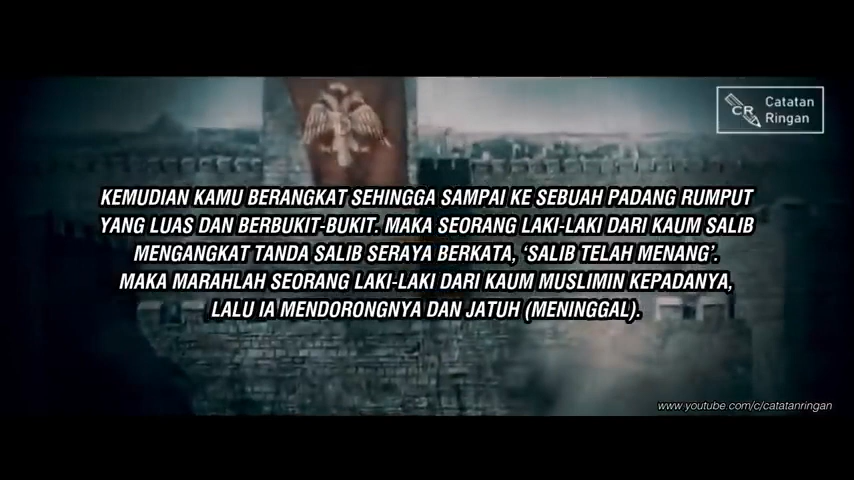 CR
Catatan
Ringan
KEMUDIAN KAMU BERANGKAT SEHINGGA SAMPAI KE SEBUAH PADANG RUMPUT
YANG LUAS DAN BERBUKIT-BUKIT. MAKA SEORANG LAKI-LAKI DARI KAUM SALIB
MENGANGKAT TANDA SALIB SERAYA BERKATA, ‘SALIB TELAH MENANG’.
MAKA MARAHLAH SEORANG LAKI-LAKI DARI KAUM MUSLIMIN KEPADANYA,
LALU IA MENDORONGNYA DAN JATUH (MENINGGAL).
www.youtube.com/c/catatanringan